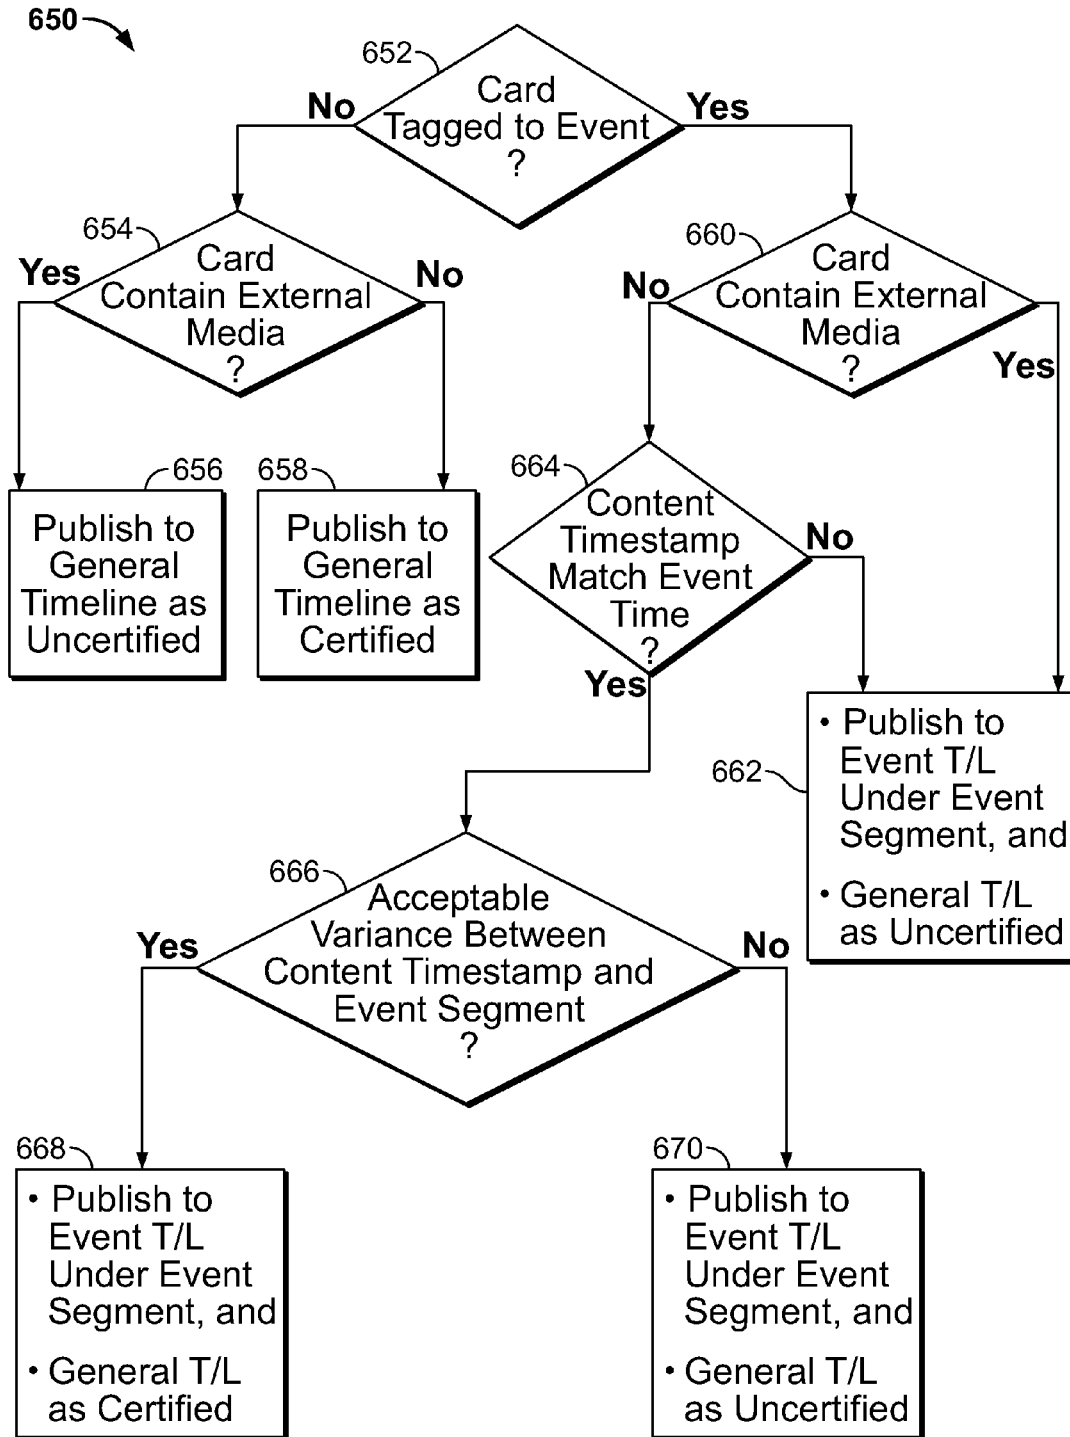 650
652
Card
Tagged to Event
?
No
Yes
654
Card
Contain External
Media
?
Yes
No
660
Card
Contain External
Media
?
No
Yes
656
Publish to
General
Timeline as
Uncertified
658
Publish to
General
Timeline as
Certified
664
Content
Timestamp
Match Event
Time
?
No
Yes
662
• Publish to
Event T/L
Under Event
Segment, and
• General T/L
as Uncertified
666
Acceptable
Variance Between
Content Timestamp and
Event Segment
?
Yes
No
668
• Publish to
Event T/L
Under Event
Segment, and
• General T/L
as Certified
670
• Publish to
Event T/L
Under Event
Segment, and
• General T/L
as Uncertified